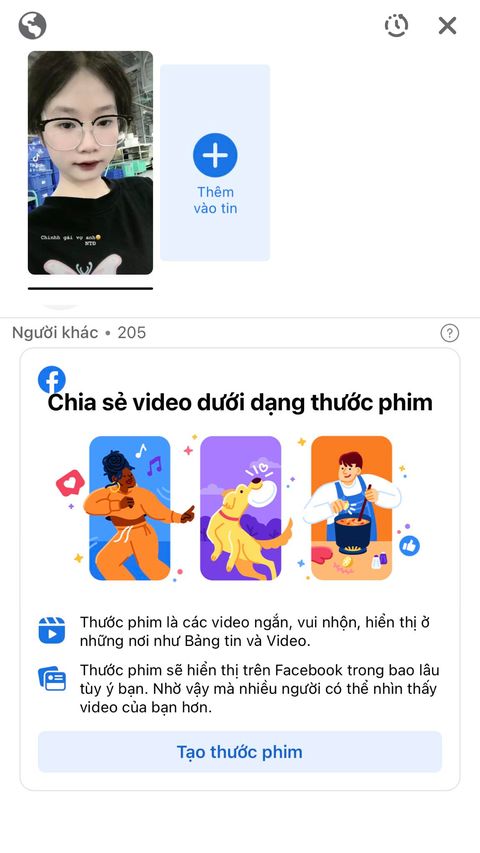 Chinhh gái vợ anh😄
NTĐ
Thêm
vào tin
Người khác • 205
Chia sẻ video dưới dạng thước phim
Thước phim là các video ngắn, vui nhộn, hiển thị ở
những nơi như Bảng tin và Video.
Thước phim sẽ hiển thị trên Facebook trong bao lâu
tùy ý bạn. Nhờ vậy mà nhiều người có thể nhìn thấy
video của bạn hơn.
Tạo thước phim